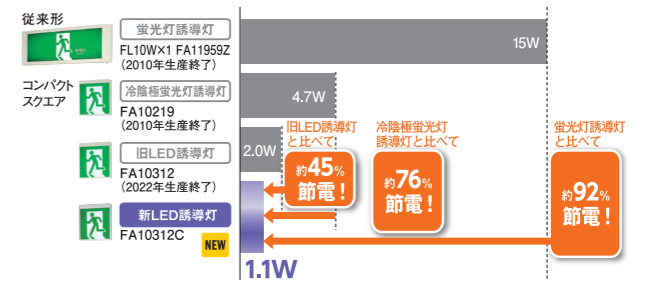 従来形
蛍光灯誘導灯
FL10W×1 FA11959Z
（2010年生産終了）
15W
コンパクト
スクエア
冷陰極蛍光灯誘導灯
FA10219
（2010年生産終了）
4.7W
旧LED誘導灯
FA10312
（2022年生産終了）
2.0W
新LED誘導灯
FA10312C
NEW
1.1W
旧LED誘導灯
と比べて
約45%
節電！
冷陰極蛍光灯
誘導灯と比べて
約76%
節電！
蛍光灯誘導灯
と比べて
約92%
節電！